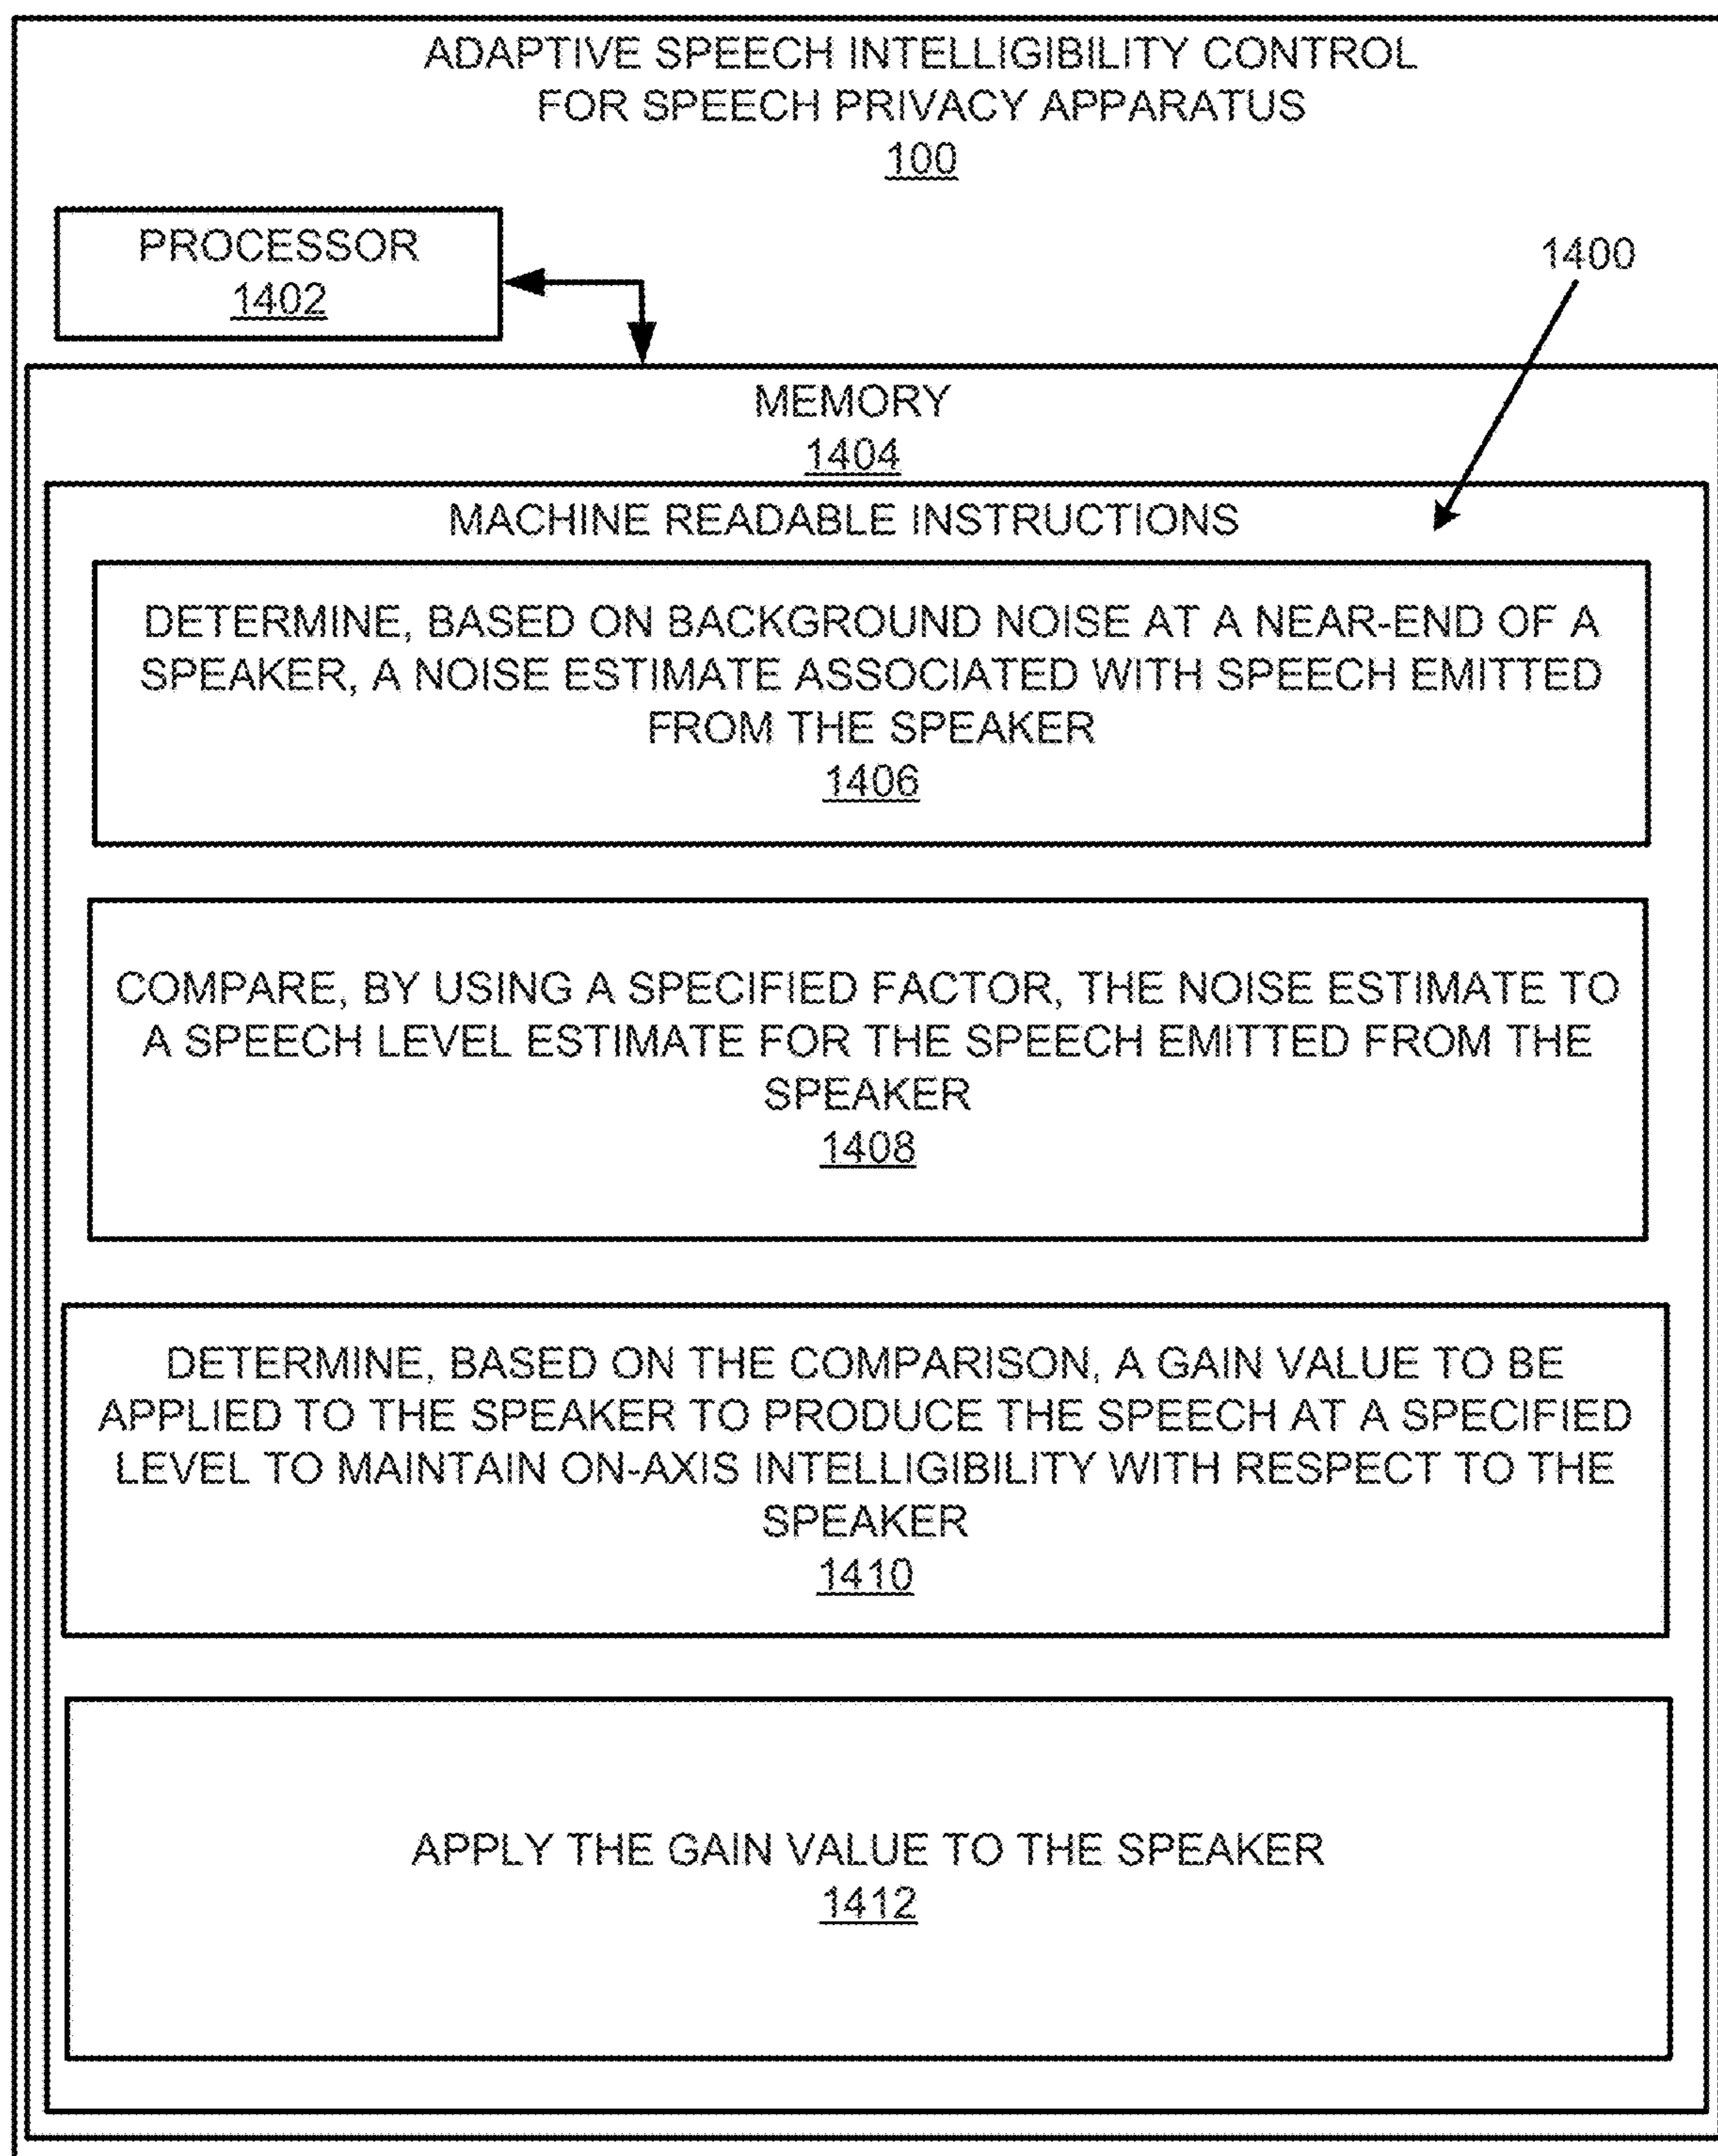 ADAPTIVE SPEECH INTELLIGIBILITY CONTROL
FOR SPEECH PRIVACY APPARATUS
100
PROCESSOR
1402
1400
MEMORY
1404
MACHINE READABLE INSTRUCTIONS
DETERMINE, BASED ON BACKGROUND NOISE AT A NEAR-END OF A
SPEAKER, A NOISE ESTIMATE ASSOCIATED WITH SPEECH EMITTED
FROM THE SPEAKER
1406
COMPARE, BY USING A SPECIFIED FACTOR, THE NOISE ESTIMATE TO
A SPEECH LEVEL ESTIMATE FOR THE SPEECH EMITTED FROM THE
SPEAKER
1408
DETERMINE, BASED ON THE COMPARISON, A GAIN VALUE TO BE
APPLIED TO THE SPEAKER TO PRODUCE THE SPEECH AT A SPECIFIED
LEVEL TO MAINTAIN ON-AXIS INTELLIGIBILITY WITH RESPECT TO THE
SPEAKER
1410
APPLY THE GAIN VALUE TO THE SPEAKER
1412